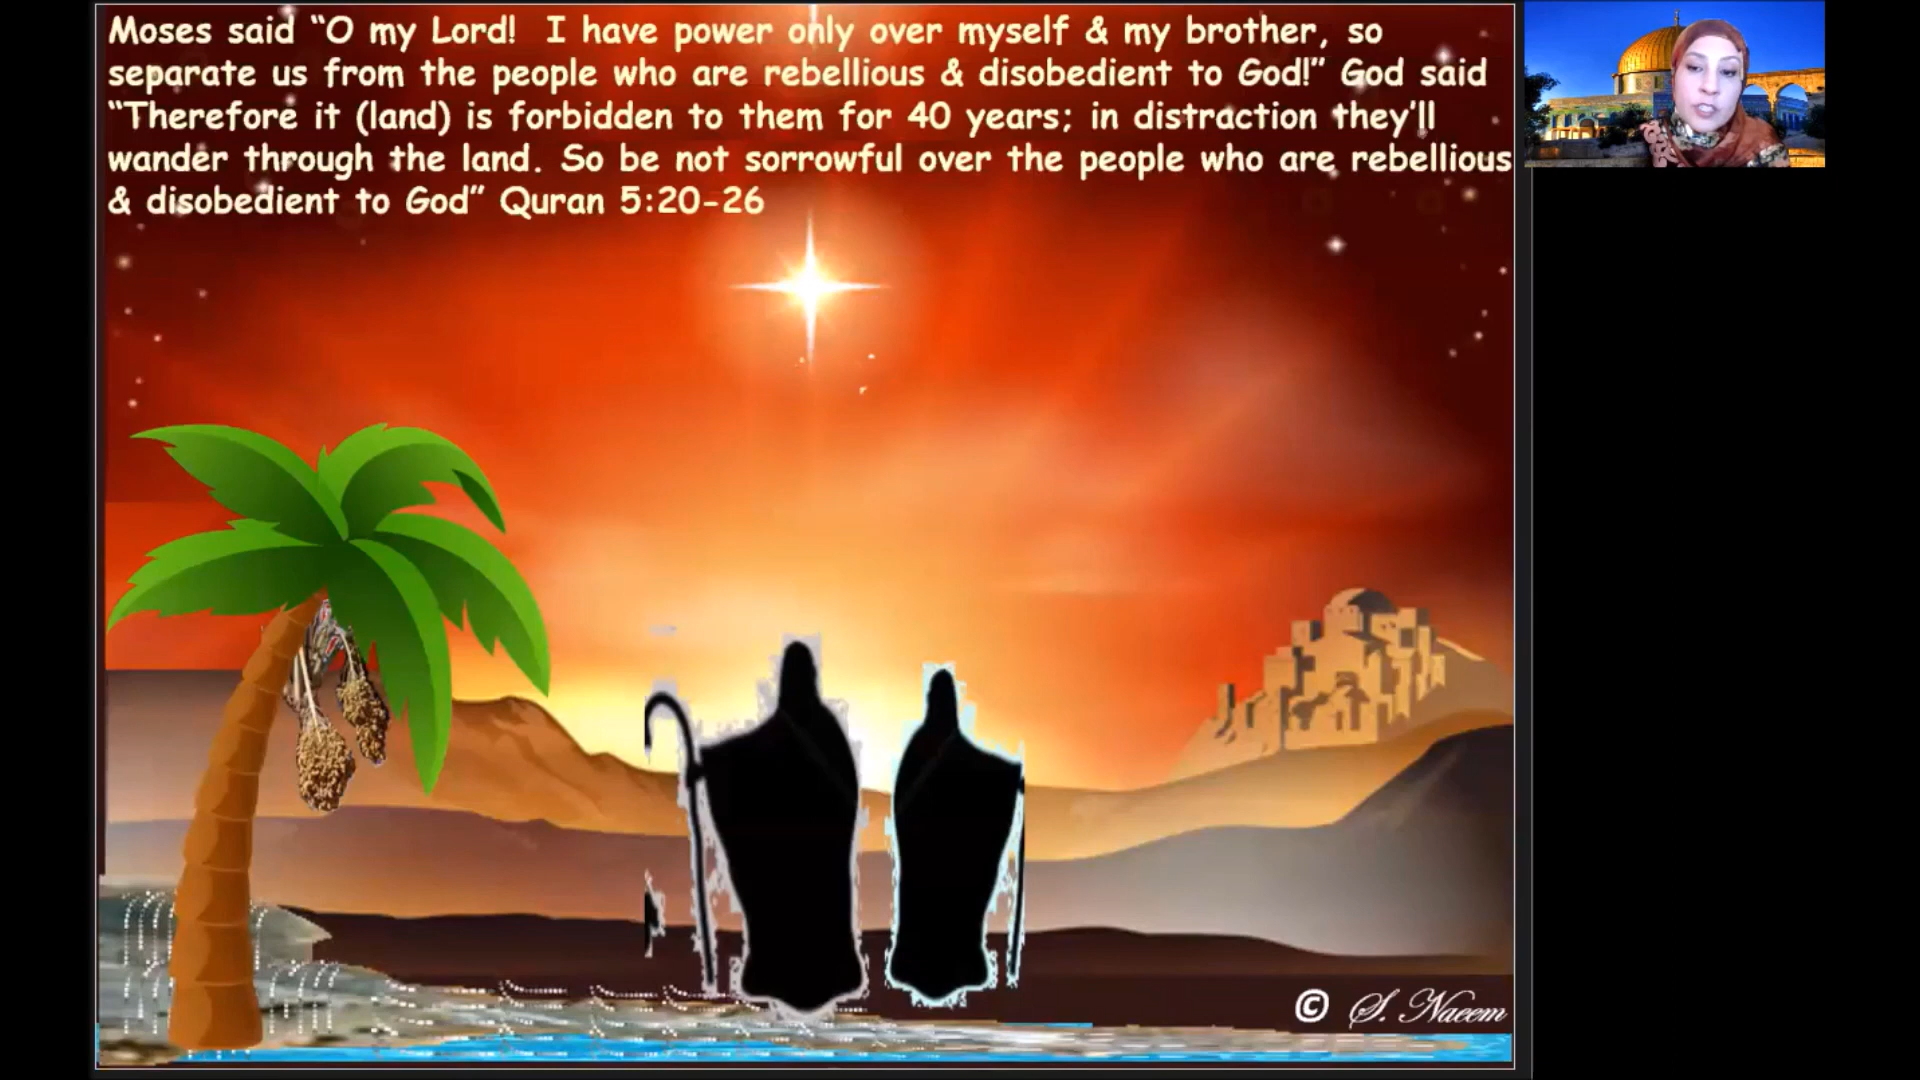 Moses said “O my Lord!  I have power only over myself & my brother, so
separate us from the people who are rebellious & disobedient to God!” God said
“Therefore it (land) is forbidden to them for 40 years; in distraction they’ll
wander through the land. So be not sorrowful over the people who are rebellious
& disobedient to God” Quran 5:20-26
© S. Naeem